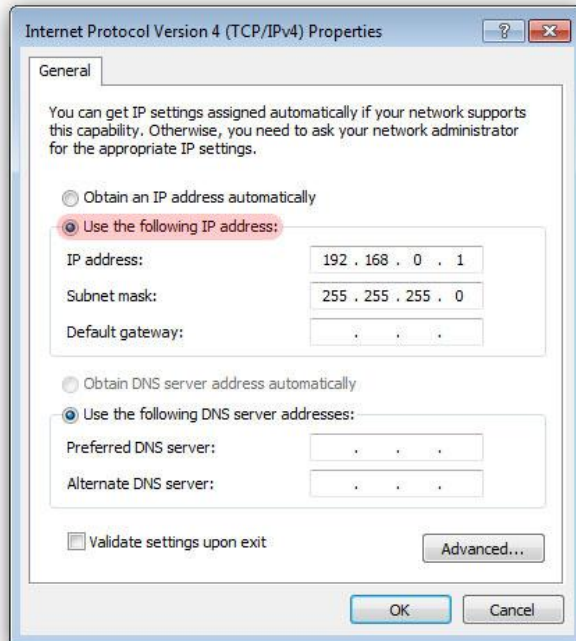 Internet Protocol Version 4 (TCP/IPv4) Properties
General
You can get IP settings assigned automatically if your network supports
this capability. Otherwise, you need to ask your network administrator
for the appropriate IP settings.
Obtain an IP address automatically
Use the following IP address:
IP address: 192 . 168 . 0 . 1
Subnet mask: 255 . 255 . 255 . 0
Default gateway: . . .
Obtain DNS server address automatically
Use the following DNS server addresses:
Preferred DNS server: . . .
Alternate DNS server: . . .
Validate settings upon exit
Advanced...
OK Cancel